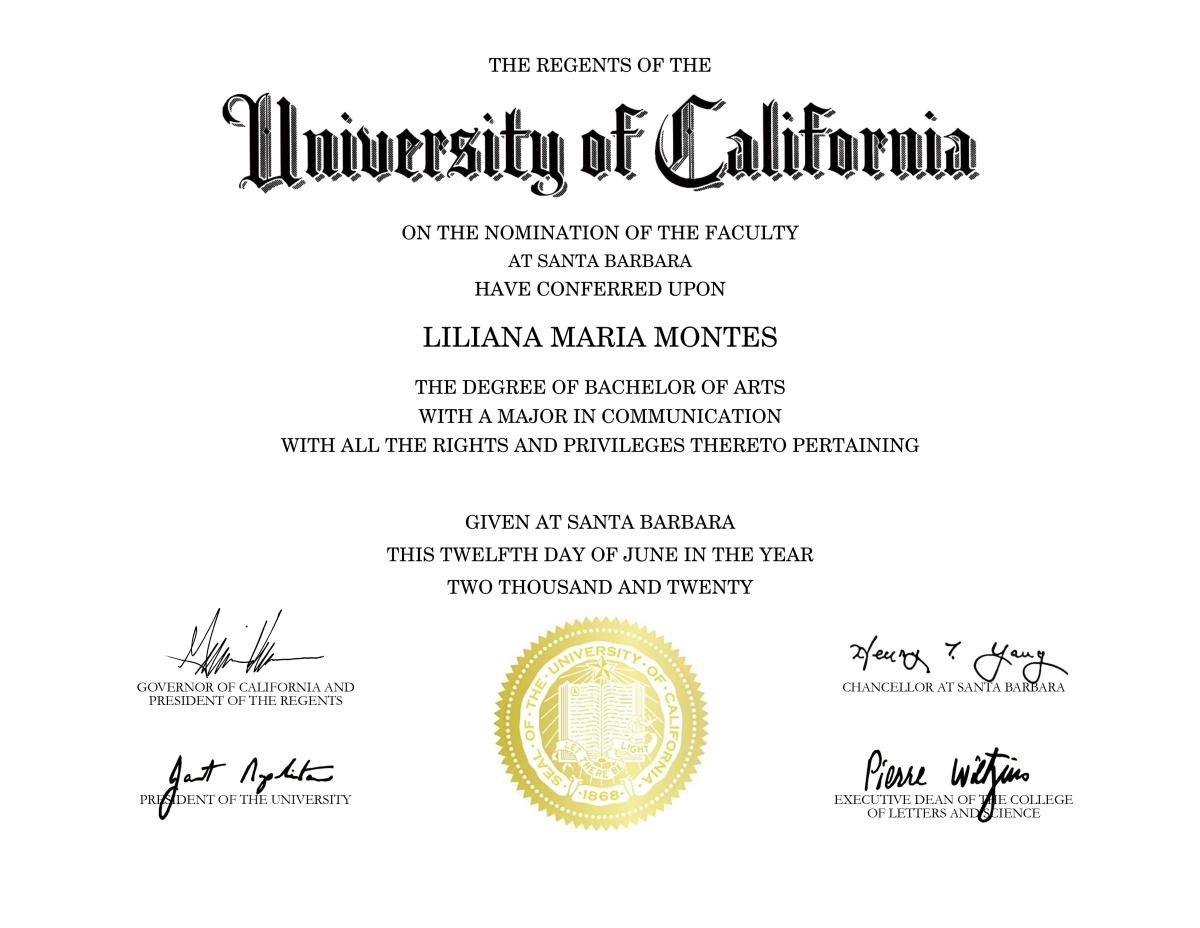 THE REGENTS OF THE
University of California
ON THE NOMINATION OF THE FACULTY
AT SANTA BARBARA
HAVE CONFERRED UPON
LILIANA MARIA MONTES
THE DEGREE OF BACHELOR OF ARTS
WITH A MAJOR IN COMMUNICATION
WITH ALL THE RIGHTS AND PRIVILEGES THERETO PERTAINING
GIVEN AT SANTA BARBARA
THIS TWELFTH DAY OF JUNE IN THE YEAR
TWO THOUSAND AND TWENTY
GOVERNOR OF CALIFORNIA AND
PRESIDENT OF THE REGENTS
Henry T. Yang
CHANCELLOR AT SANTA BARBARA
PRESIDENT OF THE UNIVERSITY
Pierre Wiltzius
EXECUTIVE DEAN OF THE COLLEGE
OF LETTERS AND SCIENCE
·SEAL·OF·THE·UNIVERSITY·OF·CALIFORNIA·
LET THERE BE LIGHT
·1868·